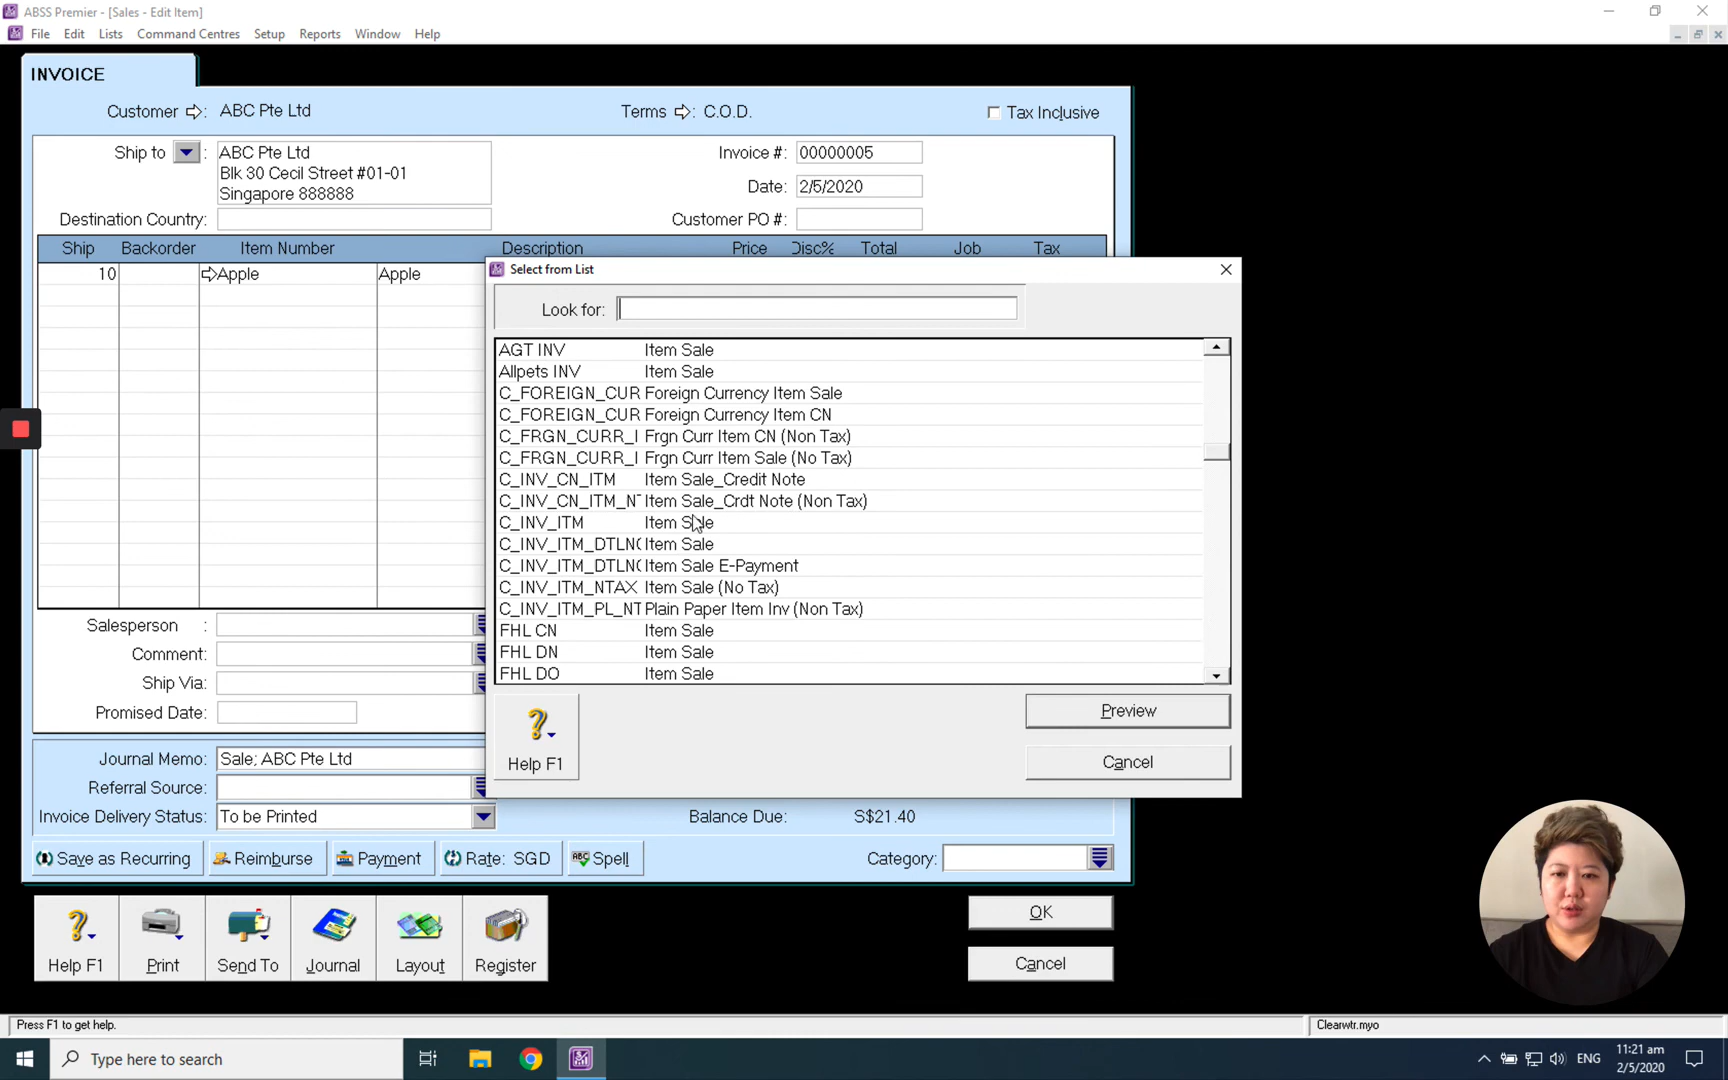 ABSS Premier - [Sales - Edit Item]
File Edit Lists Command Centres Setup Reports Window Help
INVOICE
Customer : ABC Pte Ltd
Terms : C.O.D.
Tax Inclusive
Ship to : ABC Pte Ltd
Blk 30 Cecil Street #01-01
Singapore 888888
Invoice #: 00000005
Date: 2/5/2020
Destination Country:
Customer PO #:
Ship Backorder Item Number Description Price Disc% Total Job Tax
10 Apple Apple
Select from List
Look for:
AGT INV Item Sale
Allpets INV Item Sale
C_FOREIGN_CUR Foreign Currency Item Sale
C_FOREIGN_CUR Foreign Currency Item CN
C_FRGN_CURR_I Frgn Curr Item CN (Non Tax)
C_FRGN_CURR_I Frgn Curr Item Sale (No Tax)
C_INV_CN_ITM Item Sale_Credit Note
C_INV_CN_ITM_NT Item Sale_Crdt Note (Non Tax)
C_INV_ITM Item Sale
C_INV_ITM_DTLNC Item Sale
C_INV_ITM_DTLNC Item Sale E-Payment
C_INV_ITM_NTAX Item Sale (No Tax)
C_INV_ITM_PL_NT Plain Paper Item Inv (Non Tax)
FHL CN Item Sale
FHL DN Item Sale
FHL DO Item Sale
Help F1
Preview
Cancel
Salesperson :
Comment:
Ship Via:
Promised Date:
Journal Memo: Sale; ABC Pte Ltd
Referral Source:
Invoice Delivery Status: To be Printed
Balance Due: S$21.40
Save as Recurring Reimburse Payment Rate: SGD ABC Spell
Category:
Help F1 Print Send To Journal Layout Register
OK
Cancel
Press F1 to get help.
Clearwtr.myo
Type here to search
ENG
11:21 am
2/5/2020